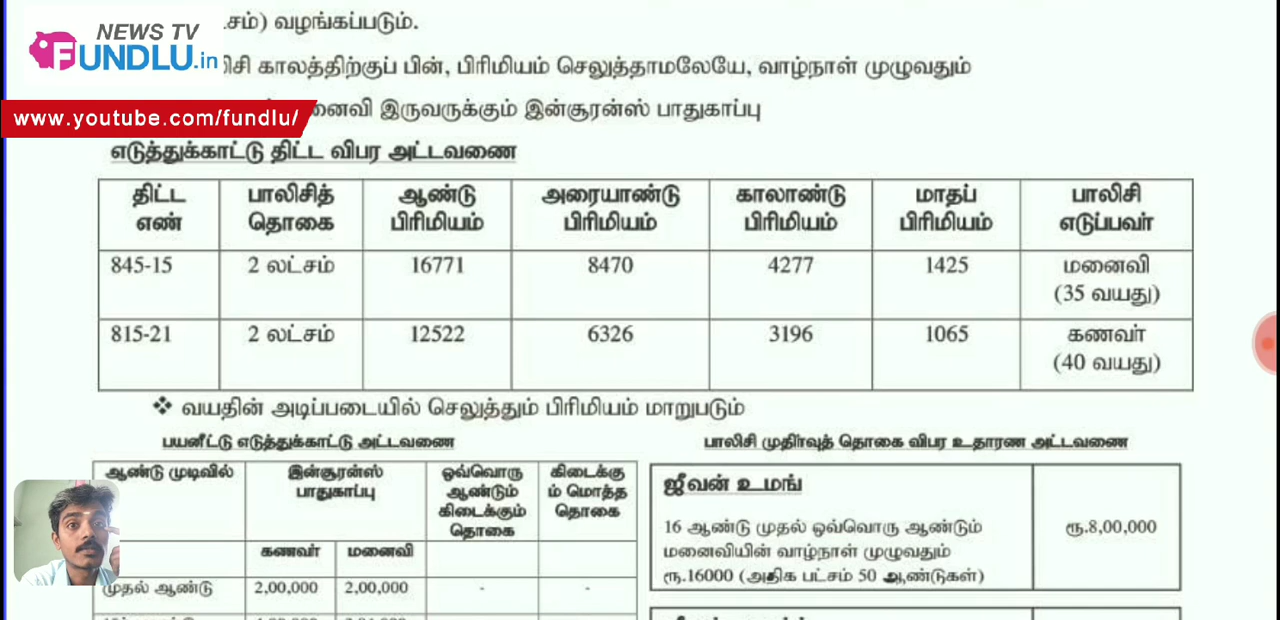 NEWS TV
FUNDLU.in
வழங்கப்படும்.
காலத்திற்குப் பின், பிரிமியம் செலுத்தாமலேயே, வாழ்நாள் முழுவதும்
www.youtube.com/fundlu/
இருவருக்கும் இன்சூரன்ஸ் பாதுகாப்பு
எடுத்துக்காட்டு திட்ட விபர அட்டவணை
திட்ட எண் பாலிசித் தொகை ஆண்டு பிரிமியம் அரையாண்டு பிரிமியம் காலாண்டு பிரிமியம் மாதப் பிரிமியம் பாலிசி எடுப்பவர்
845-15 2 லட்சம் 16771 8470 4277 1425 மனைவி
(35 வயது)
815-21 2 லட்சம் 12522 6326 3196 1065 கணவர்
(40 வயது)
❖ வயதின் அடிப்படையில் செலுத்தும் பிரிமியம் மாறுபடும்
பயனீட்டு எடுத்துக்காட்டு அட்டவணை
ஆண்டு முடிவில் இன்சூரன்ஸ் பாதுகாப்பு ஒவ்வொரு ஆண்டும் கிடைக்கும் தொகை கிடைக்கு ம் மொத்த தொகை
கணவர் மனைவி
முதல் ஆண்டு 2,00,000 2,00,000 - -
பாலிசி முதிர்வுத் தொகை விபர உதாரண அட்டவணை
ஜீவன் உமங்
16 ஆண்டு முதல் ஒவ்வொரு ஆண்டும்
மனைவியின் வாழ்நாள் முழுவதும்
ரூ.16000 (அதிக பட்சம் 50 ஆண்டுகள்)
ரூ.8,00,000